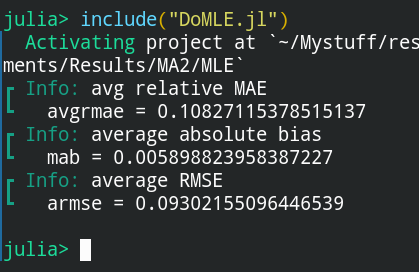 julia> include("DoMLE.jl")
Activating project at `~/Mystuff/res
ments/Results/MA2/MLE`
Info: avg relative MAE
avgrmae = 0.10827115378515137
Info: average absolute bias
mab = 0.005898823958387227
Info: average RMSE
armse = 0.09302155096446539
julia>